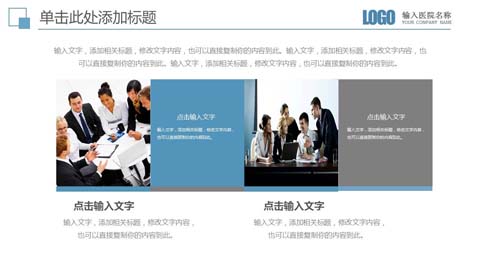 单击此处添加标题
LOGO
输入医院名称
YOUR COMPANY NAME
输入文字，添加相关标题，修改文字内容，也可以直接复制你的内容到此。输入文字，添加相关标题，修改文字内容，也
可以直接复制你的内容到此。输入文字，添加相关标题，修改文字内容，也可以直接复制你的内容到此。
点击输入文字
输入文字，添加相关标题，修改文字内容，
也可以直接复制你的内容到此。
点击输入文字
输入文字，添加相关标题，修改文字内容，
也可以直接复制你的内容到此。
点击输入文字
输入文字，添加相关标题，修改文字内容，
也可以直接复制你的内容到此。
点击输入文字
输入文字，添加相关标题，修改文字内容，
也可以直接复制你的内容到此。